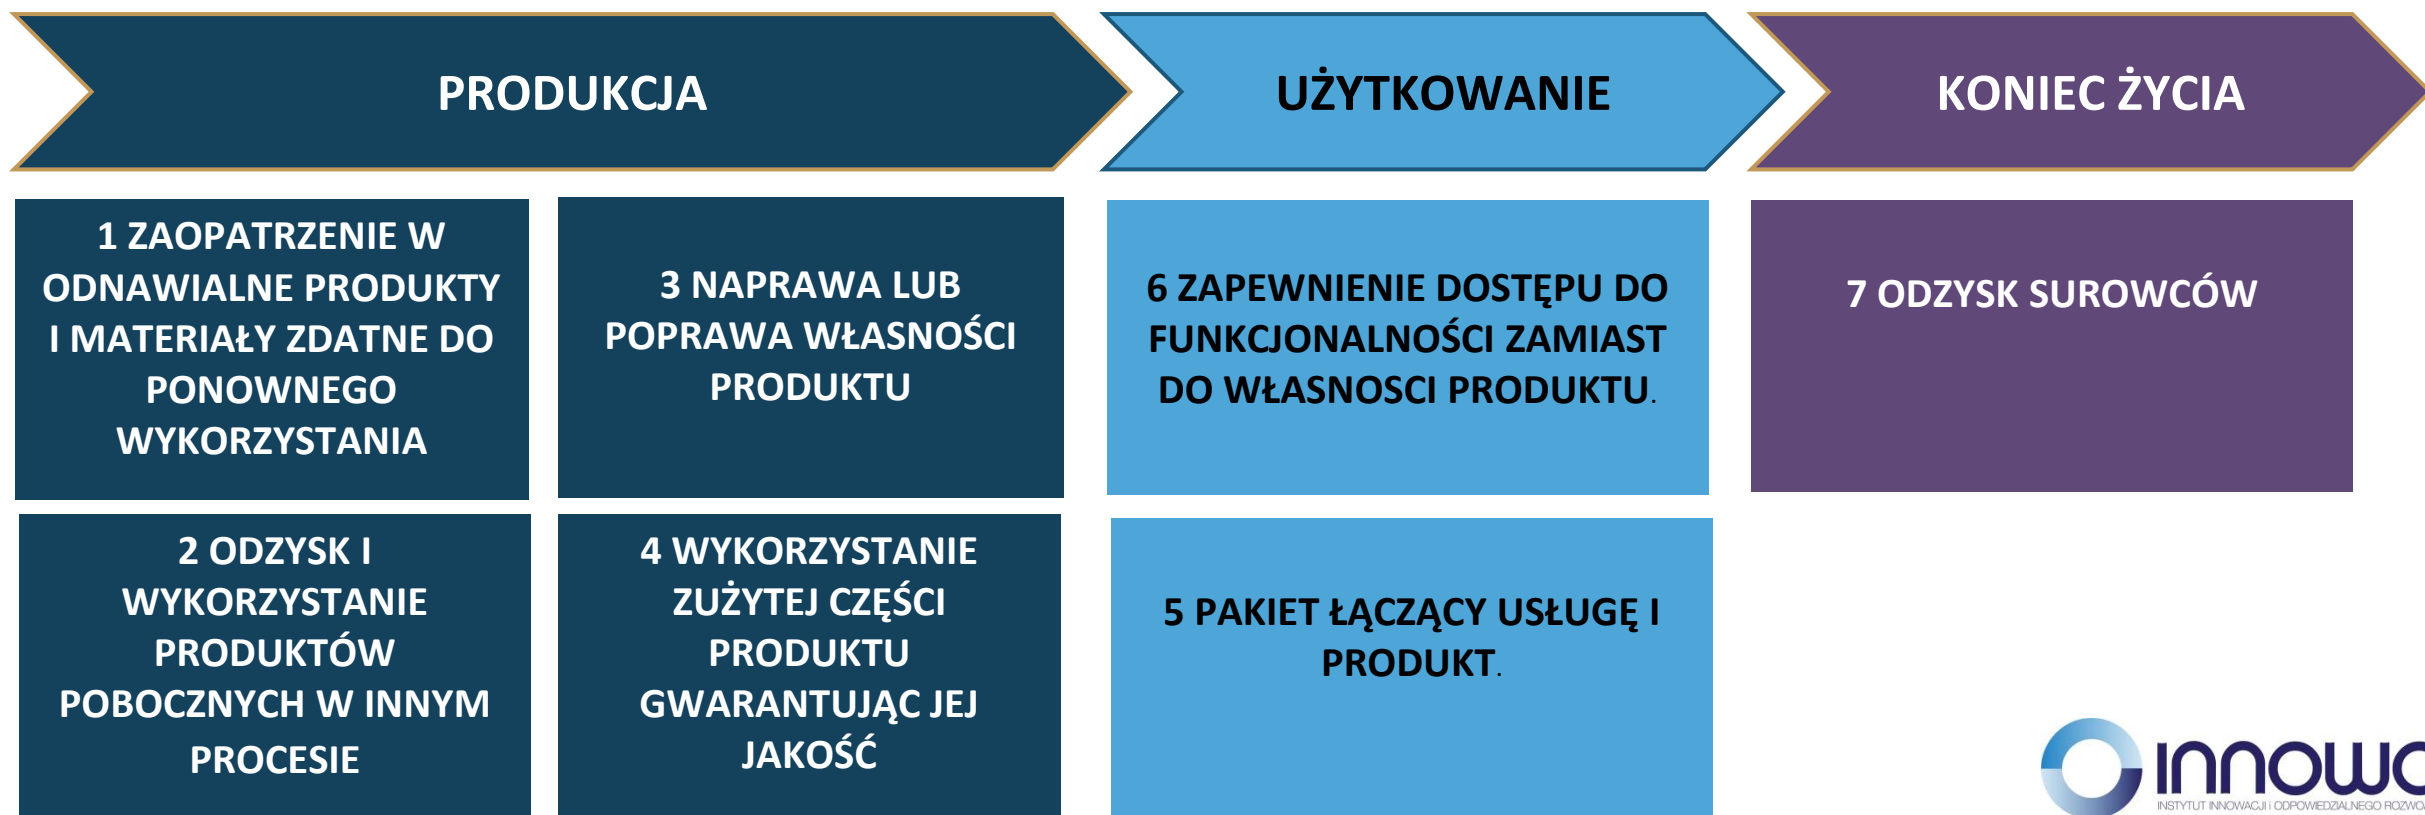 PRODUKCJA
UŻYTKOWANIE
KONIEC ŻYCIA
1 ZAOPATRZENIE W
ODNAWIALNE PRODUKTY
I MATERIAŁY ZDATNE DO
PONOWNEGO
WYKORZYSTANIA
3 NAPRAWA LUB
POPRAWA WŁASNOŚCI
PRODUKTU
6 ZAPEWNIENIE DOSTĘPU DO
FUNKCJONALNOŚCI ZAMIAST
DO WŁASNOSCI PRODUKTU.
7 ODZYSK SUROWCÓW
2 ODZYSK I
WYKORZYSTANIE
PRODUKTÓW
POBOCZNYCH W INNYM
PROCESIE
4 WYKORZYSTANIE
ZUŻYTEJ CZĘŚCI
PRODUKTU
GWARANTUJĄC JEJ
JAKOŚĆ
5 PAKIET ŁĄCZĄCY USŁUGĘ I
PRODUKT.
INSTYTUT INNOWACJI i ODPOWIEDZIALNEGO